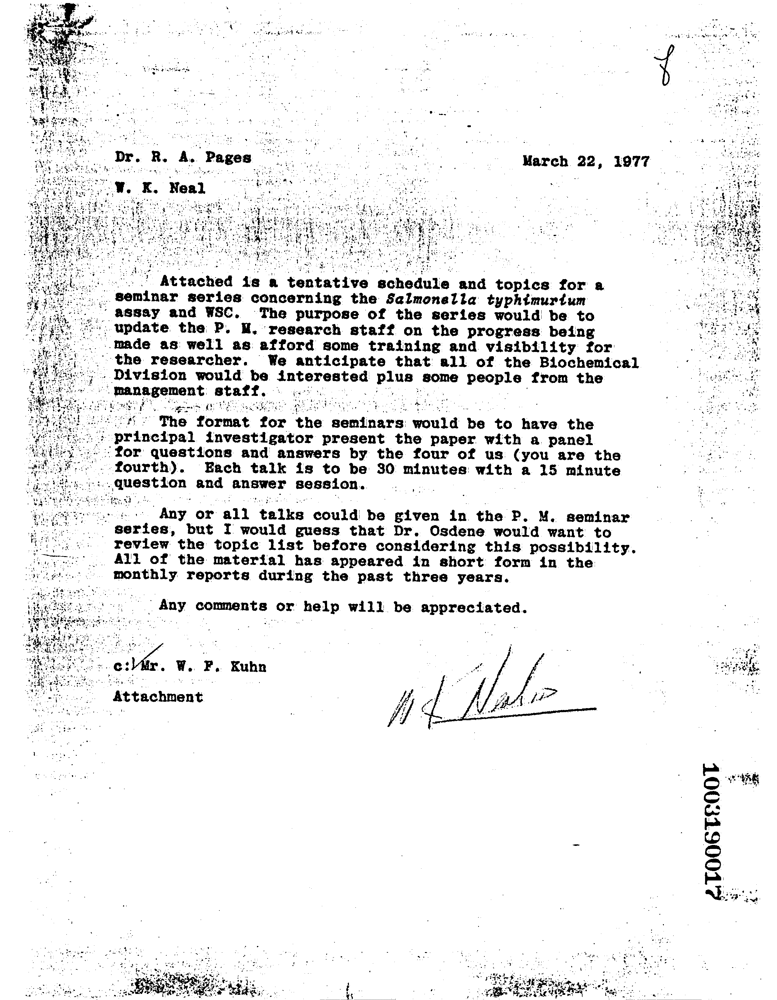 Dr. R. A. Pages March 22, 1977
W. K. Neal
Attached is a tentative schedule and topics for a
seminar series concerning the Salmonella typhimurium
assay and WSC. The purpose of the series would be to
update the P. M. research staff on the progress being
made as well as afford some training and visibility for
the researcher. We anticipate that all of the Biochemical
Division would be interested plus some people from the
management staff.
The format for the seminars would be to have the
principal investigator present the paper with a panel
for questions and answers by the four of us (you are the
fourth). Each talk is to be 30 minutes with a 15 minute
question and answer session.
Any or all talks could be given in the P. M. seminar
series, but I would guess that Dr. Osdene would want to
review the topic list before considering this possibility.
All of the material has appeared in short form in the
monthly reports during the past three years.
Any comments or help will be appreciated.
c: Mr. W. F. Kuhn
Attachment
W K Neal
1003190017